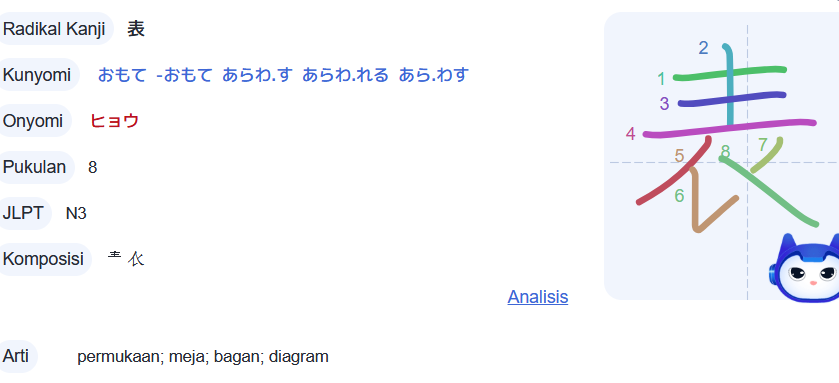 Radikal Kanji 表
Kunyomi おもて -おもて あらわ.す あらわ.れる あら.わす
Onyomi ヒョウ
Pukulan 8
JLPT N3
Komposisi 龶 𧘇
Analisis
Arti permukaan; meja; bagan; diagram
2
1
3
4
5 8 7
6